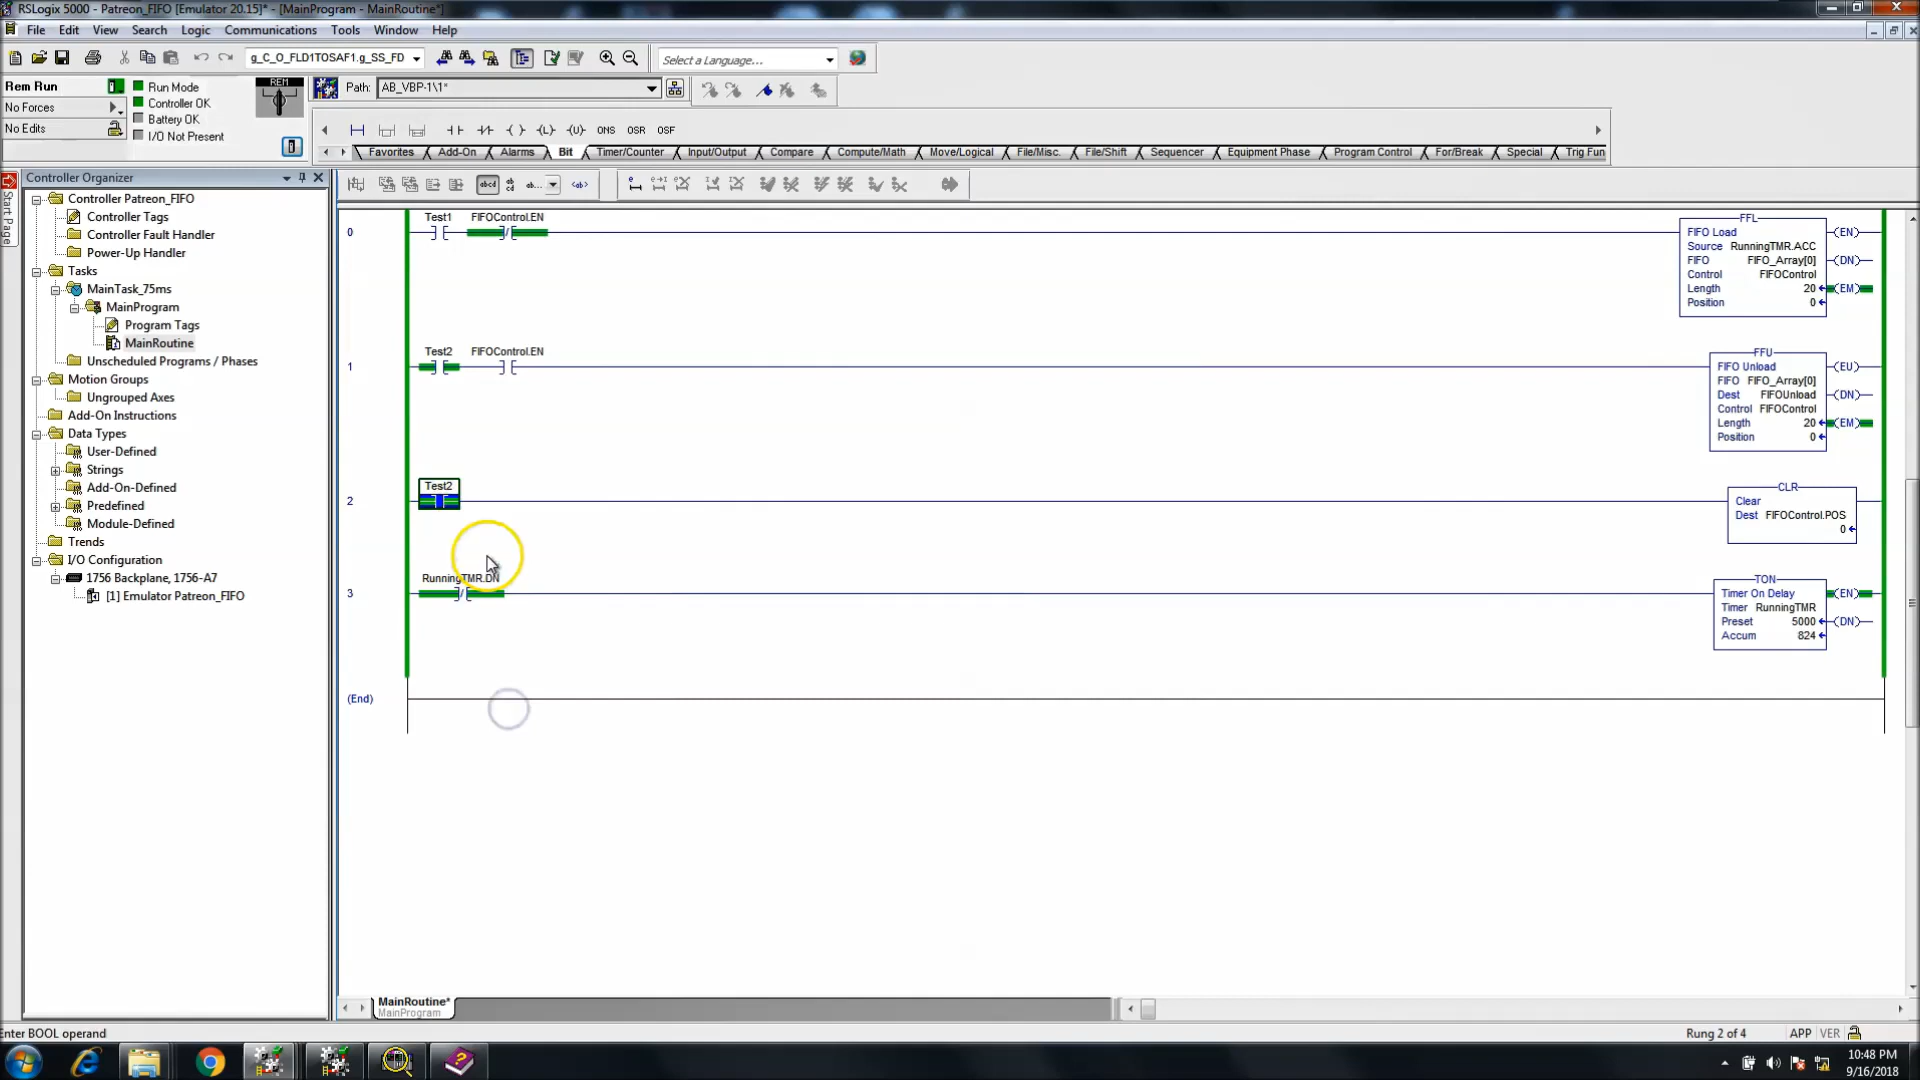 RSLogix 5000 - Patreon_FIFO [Emulator 20.15]* - [MainProgram - MainRoutine*]
File Edit View Search Logic Communications Tools Window Help
g_C_O_FLD1TOSAF1.g_SS_FD
Select a Language...
Rem Run
No Forces
No Edits
Run Mode
Controller OK
Battery OK
I/O Not Present
REM
Path: AB_VBP-1\1*
ONS OSR OSF
Favorites Add-On Alarms Bit Timer/Counter Input/Output Compare Compute/Math Move/Logical File/Misc. File/Shift Sequencer Equipment Phase Program Control For/Break Special Trig Fun
Start Page
Controller Organizer
Controller Patreon_FIFO
Controller Tags
Controller Fault Handler
Power-Up Handler
Tasks
MainTask_75ms
MainProgram
Program Tags
MainRoutine
Unscheduled Programs / Phases
Motion Groups
Ungrouped Axes
Add-On Instructions
Data Types
User-Defined
Strings
Add-On-Defined
Predefined
Module-Defined
Trends
I/O Configuration
1756 Backplane, 1756-A7
[1] Emulator Patreon_FIFO
0
Test1 FIFOControl.EN
FFL
FIFO Load
Source RunningTMR.ACC
FIFO FIFO_Array[0]
Control FIFOControl
Length 20
Position 0
EN
DN
EM
1
Test2 FIFOControl.EN
FFU
FIFO Unload
FIFO FIFO_Array[0]
Dest FIFOUnload
Control FIFOControl
Length 20
Position 0
EU
DN
EM
2
Test2
CLR
Clear
Dest FIFOControl.POS
0
3
RunningTMR.DN
TON
Timer On Delay
Timer RunningTMR
Preset 5000
Accum 824
EN
DN
(End)
MainRoutine*
MainProgram
Enter BOOL operand
Rung 2 of 4 APP VER
10:48 PM
9/16/2018